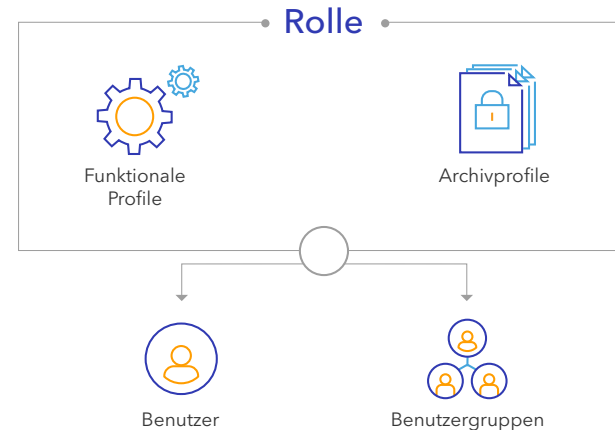 Rolle
Funktionale
Profile
Archivprofile
Benutzer
Benutzergruppen